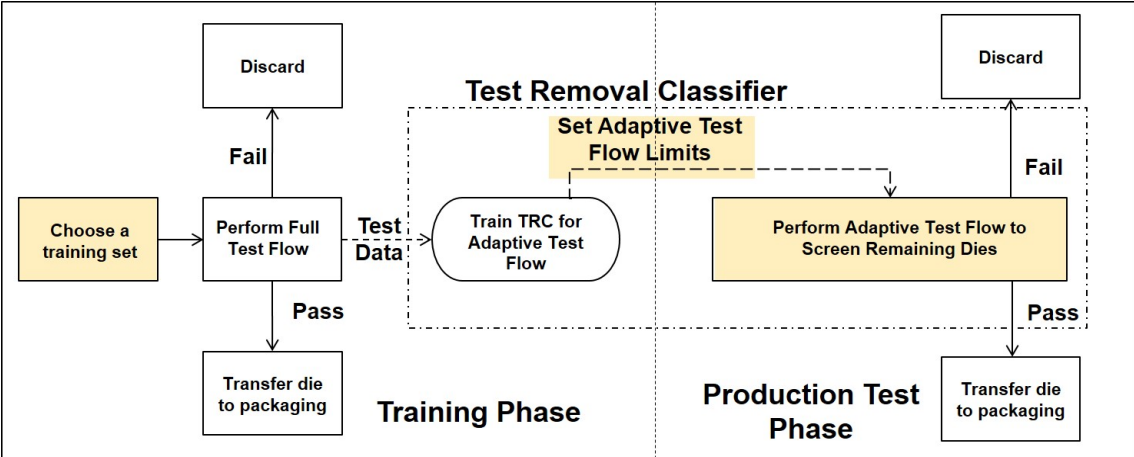 Discard
Fail
Choose a
training set
Perform Full
Test Flow
Test
Data
Pass
Transfer die
to packaging
Training Phase
Test Removal Classifier
Set Adaptive Test
Flow Limits
Train TRC for
Adaptive Test
Flow
Discard
Fail
Perform Adaptive Test Flow to
Screen Remaining Dies
Pass
Transfer die
to packaging
Production Test
Phase